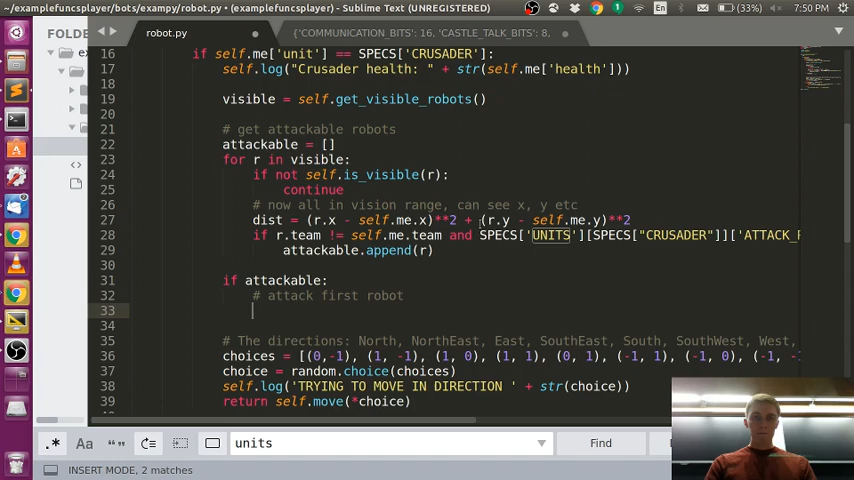 (examplefuncsplayer/bots/exampy/robot.py • (examplefuncsplayer) - Sublime Text (UNREGISTERED)
En
(33%)
7:50 PM
FOLDE
robot.py
{'COMMUNICATION_BITS': 16, 'CASTLE_TALK_BITS': 8,
16 if self.me['unit'] == SPECS['CRUSADER']:
17 self.log("Crusader health: " + str(self.me['health']))
18
19 visible = self.get_visible_robots()
20
21 # get attackable robots
22 attackable = []
23 for r in visible:
24 if not self.is_visible(r):
25 continue
26 # now all in vision range, can see x, y etc
27 dist = (r.x - self.me.x)**2 + (r.y - self.me.y)**2
28 if r.team != self.me.team and SPECS['UNITS'][SPECS["CRUSADER"]]['ATTACK_
29 attackable.append(r)
30
31 if attackable:
32 # attack first robot
33
34
35 # The directions: North, NorthEast, East, SouthEast, South, SouthWest, West,
36 choices = [(0,-1), (1, -1), (1, 0), (1, 1), (0, 1), (-1, 1), (-1, 0), (-1, -
37 choice = random.choice(choices)
38 self.log('TRYING TO MOVE IN DIRECTION ' + str(choice))
39 return self.move(*choice)
.* Aa “” units Find
INSERT MODE, 2 matches